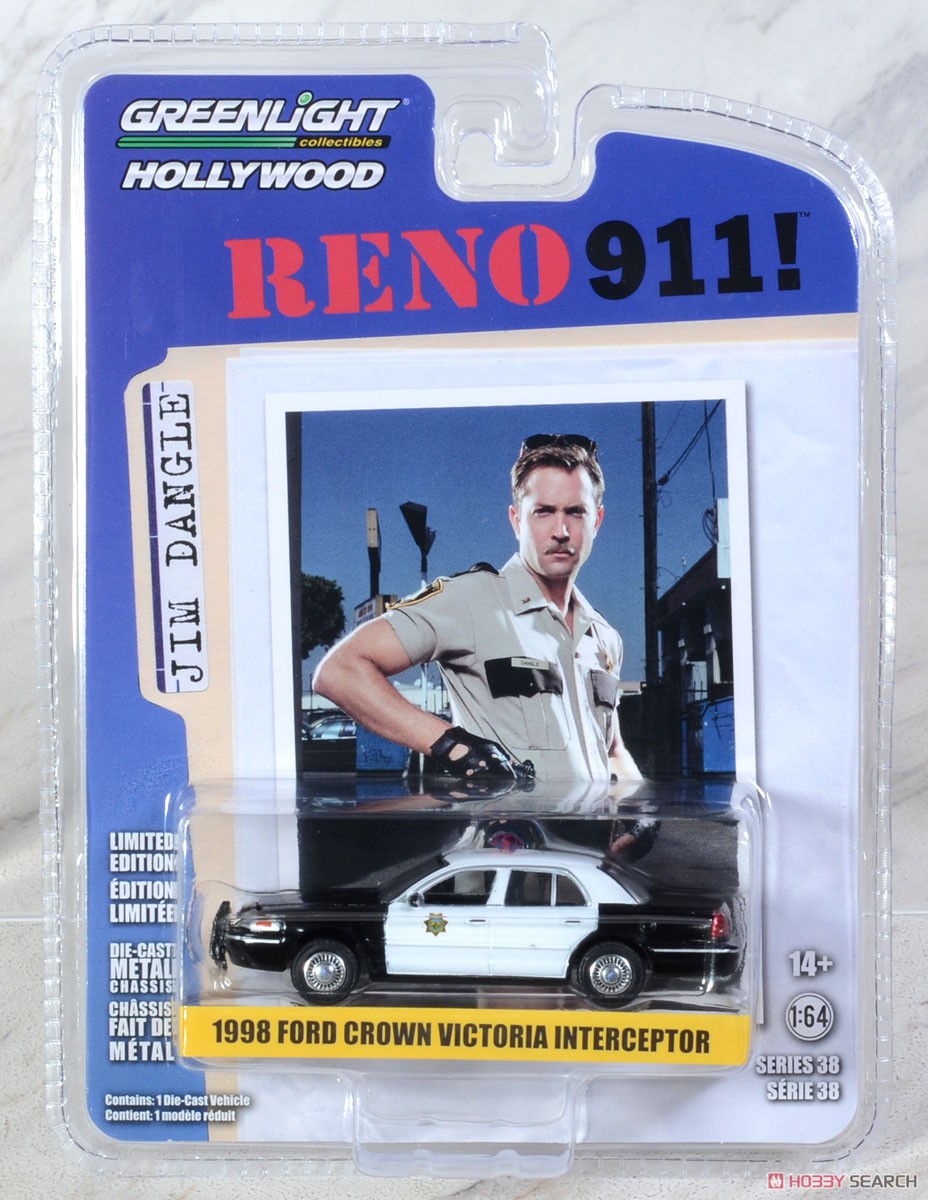 GREENLIGHT®
collectibles
HOLLYWOOD
RENO 911!™
JIM DANGLE
DANGLE
LIMITED
EDITION
ÉDITION
LIMITÉE
DIE-CAST
METAL
CHASSIS
CHÂSSIS
FAIT DE
MÉTAL
1998 FORD CROWN VICTORIA INTERCEPTOR
14+
1:64
SERIES 38
SÉRIE 38
Contains: 1 Die-Cast Vehicle
Contient: 1 modèle réduit
HOBBY SEARCH